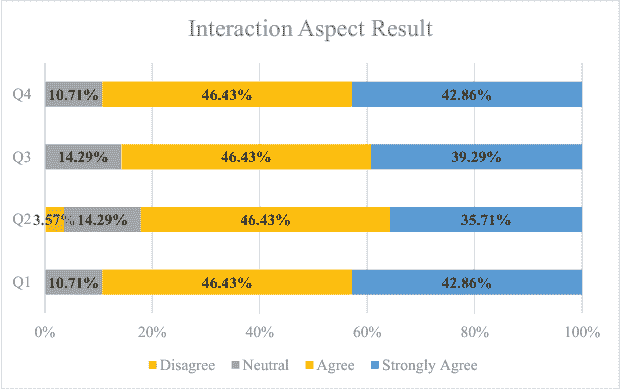 Interaction Aspect Result
Q4 10.71% 46.43% 42.86%
Q3 14.29% 46.43% 39.29%
Q2 3.57% 14.29% 46.43% 35.71%
Q1 10.71% 46.43% 42.86%
0% 20% 40% 60% 80% 100%
Disagree Neutral Agree Strongly Agree